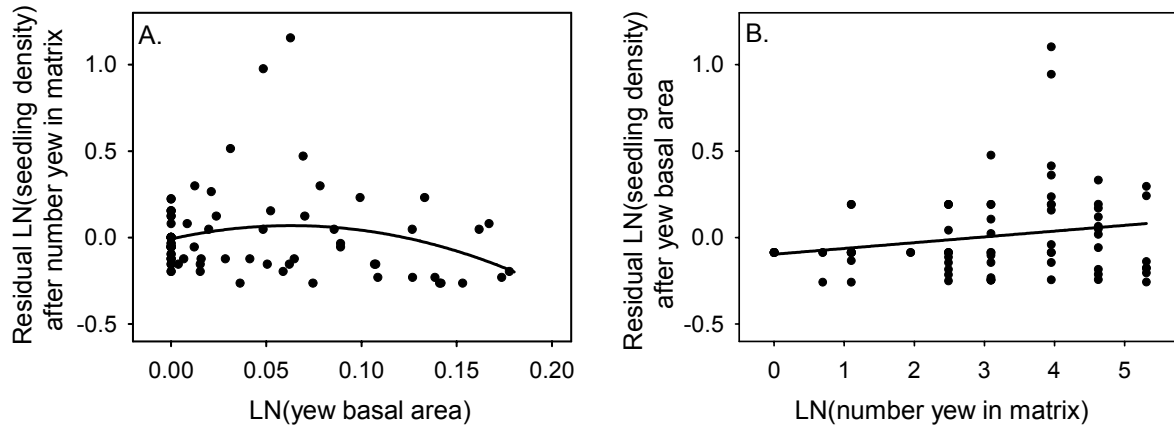 A.
Residual LN(seedling density)
after number yew in matrix
1.0
0.5
0.0
-0.5
0.00 0.05 0.10 0.15 0.20
LN(yew basal area)
B.
Residual LN(seedling density)
after yew basal area
1.0
0.5
0.0
-0.5
0 1 2 3 4 5
LN(number yew in matrix)